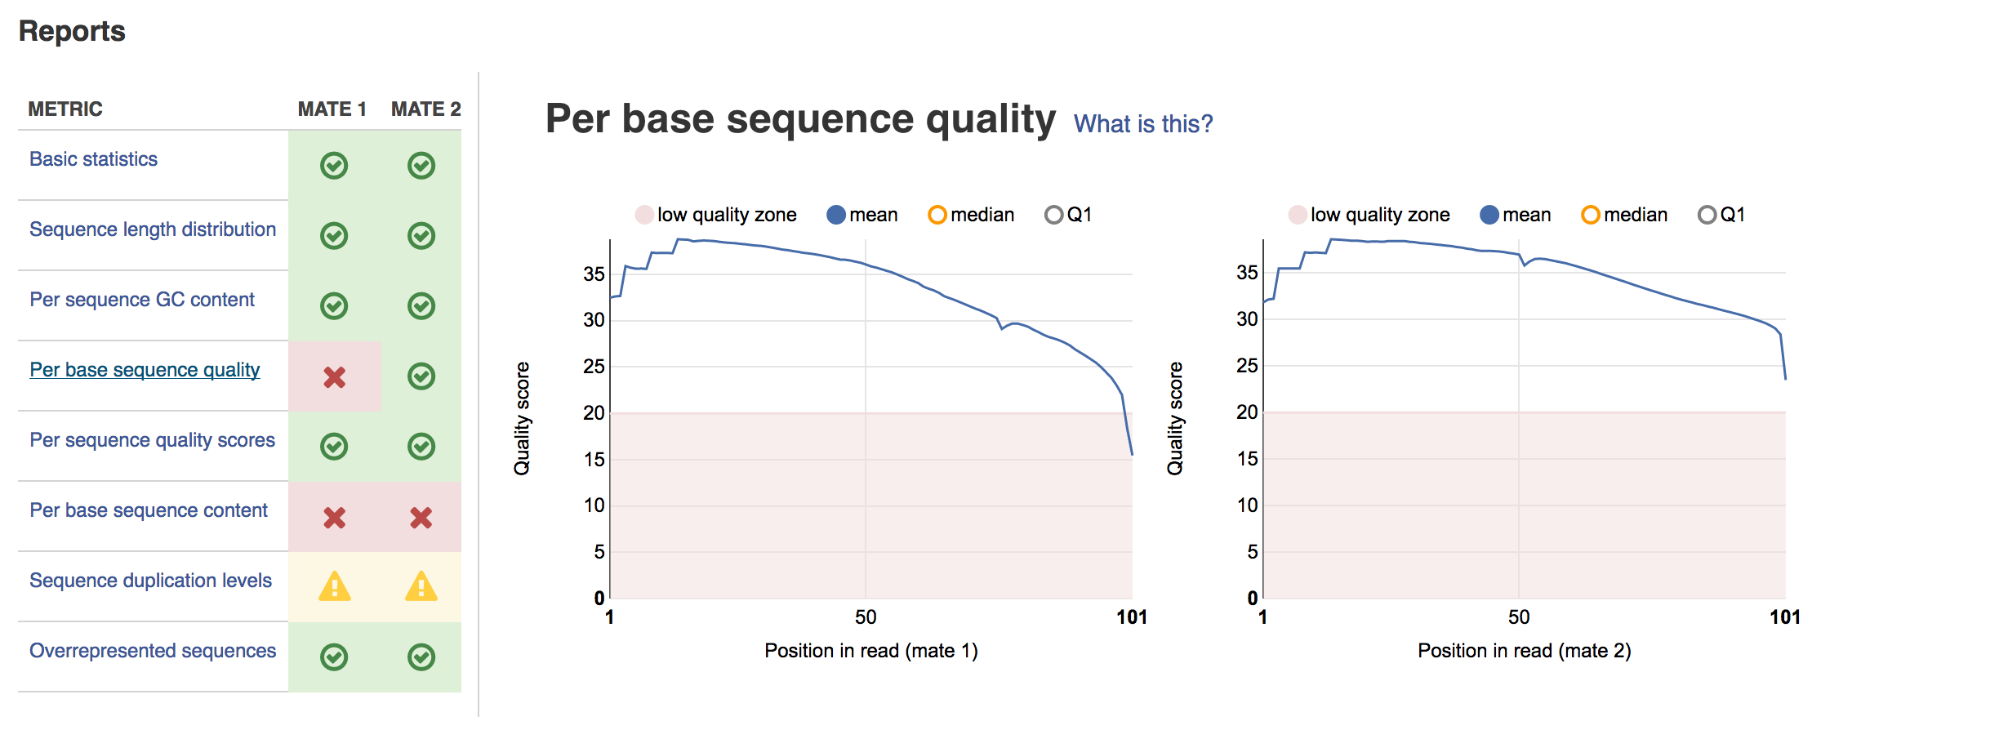 Reports
METRIC MATE 1 MATE 2
Basic statistics
Sequence length distribution
Per sequence GC content
Per base sequence quality
Per sequence quality scores
Per base sequence content
Sequence duplication levels
Overrepresented sequences
Per base sequence quality What is this?
low quality zone mean median Q1
Quality score
35
30
25
20
15
10
5
0
1 50 101
Position in read (mate 1)
low quality zone mean median Q1
Quality score
35
30
25
20
15
10
5
0
1 50 101
Position in read (mate 2)